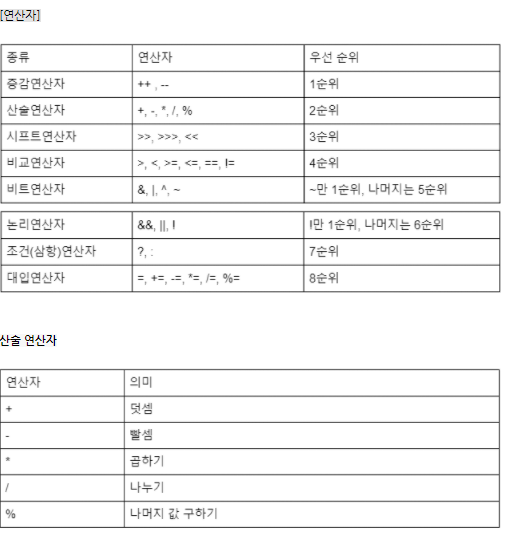 [연산자]
종류 연산자 우선 순위
증감연산자 ++ , -- 1순위
산술연산자 +, -, *, /, % 2순위
시프트연산자 >>, >>>, << 3순위
비교연산자 >, <, >=, <=, ==, != 4순위
비트연산자 &, |, ^, ~ ~만 1순위, 나머지는 5순위
논리연산자 &&, ||, ! !만 1순위, 나머지는 6순위
조건(삼항)연산자 ?, : 7순위
대입연산자 =, +=, -=, *=, /=, %= 8순위
산술 연산자
연산자 의미
+ 덧셈
- 빨셈
* 곱하기
/ 나누기
% 나머지 값 구하기